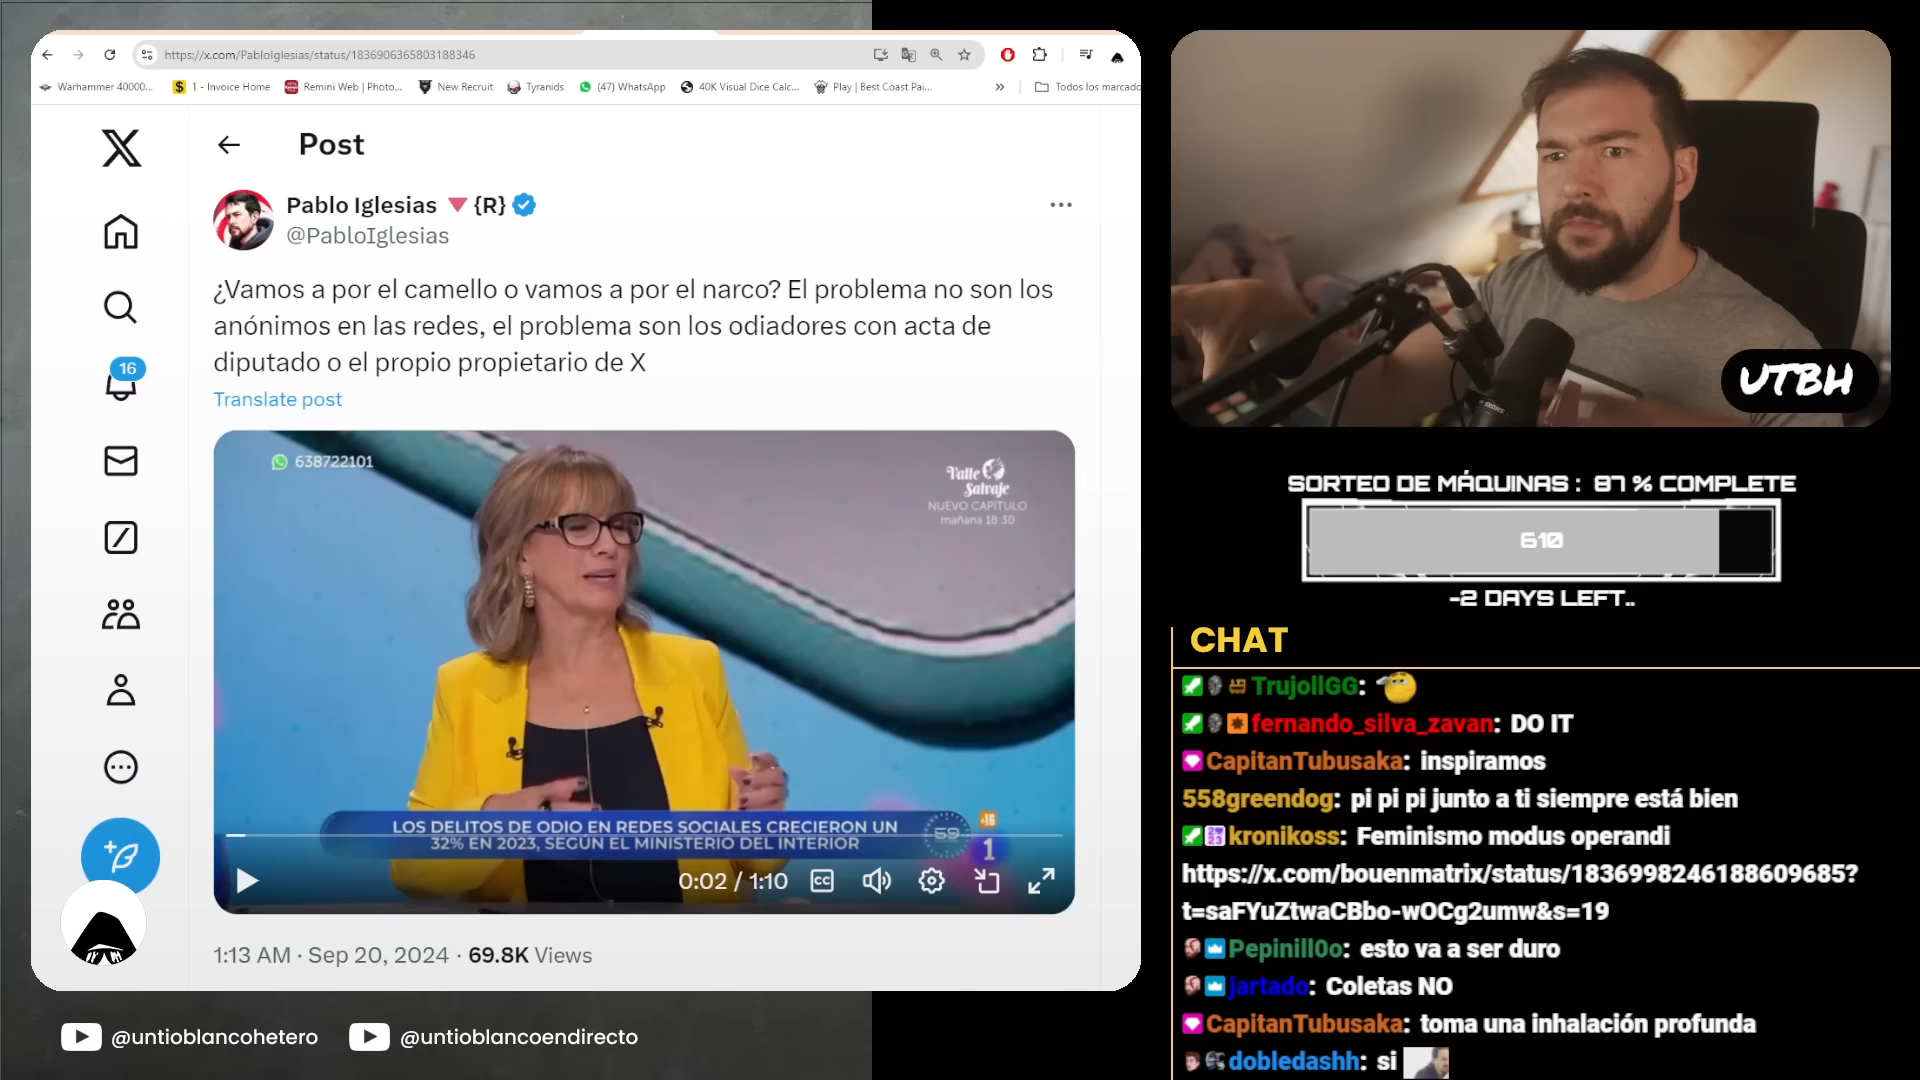 https://x.com/PabloIglesias/status/1836906365803188346
Warhammer 40000...
1 - Invoice Home
Remini Web | Photo...
New Recruit
Tyranids
(47) WhatsApp
40K Visual Dice Calc...
Play | Best Coast Pai...
»
Todos los marcado
Post
Pablo Iglesias 🔻{R}
@PabloIglesias
¿Vamos a por el camello o vamos a por el narco? El problema no son los
anónimos en las redes, el problema son los odiadores con acta de
diputado o el propio propietario de X
Translate post
16
638722101
Valle
Salvaje
NUEVO CAPÍTULO
mañana 18:30
LOS DELITOS DE ODIO EN REDES SOCIALES CRECIERON UN
32% EN 2023, SEGÚN EL MINISTERIO DEL INTERIOR
59
+16
1
0:02 / 1:10
CC
1:13 AM · Sep 20, 2024 · 69.8K Views
@untioblancohetero
@untioblancoendirecto
UTBH
SORTEO DE MÁQUINAS : 87 % COMPLETE
610
-2 DAYS LEFT..
CHAT
TrujollGG:
fernando_silva_zavan: DO IT
CapitanTubusaka: inspiramos
558greendog: pi pi pi junto a ti siempre está bien
kronikoss: Feminismo modus operandi
https://x.com/bouenmatrix/status/1836998246188609685?
t=saFYuZtwaCBbo-wOCg2umw&s=19
Pepinill0o: esto va a ser duro
jartado: Coletas NO
CapitanTubusaka: toma una inhalación profunda
dobledashh: si